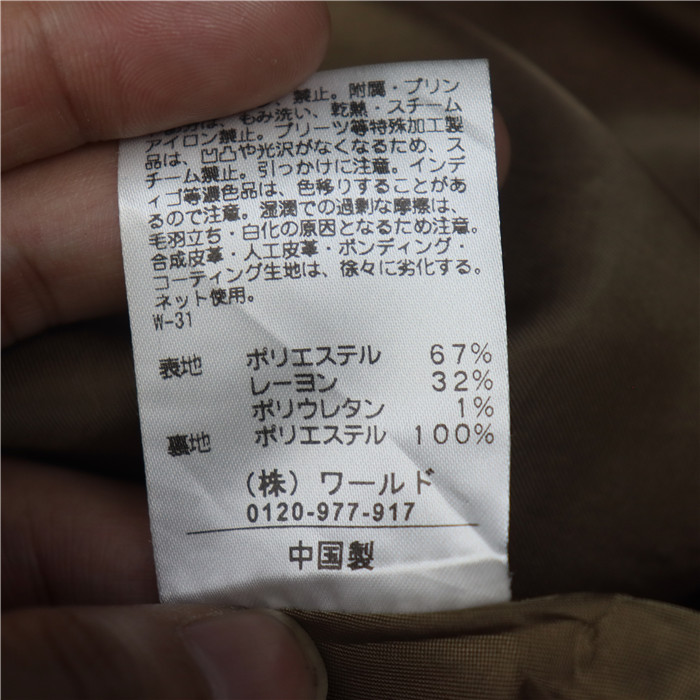 禁止。附属・プリン
は、もみ洗い、乾熱・スチーム
アイロン禁止。プリーツ等特殊加工製
品は、凹凸や光沢がなくなるため、ス
チーム禁止。引っかけに注意。インデ
ィゴ等濃色品は、色移りすることがあ
るので注意。湿潤での過剰な摩擦は、
毛羽立ち・白化の原因となるため注意。
合成皮革・人工皮革・ボンディング・
コーティング生地は、徐々に劣化する。
ネット使用。
W-31
表地 ポリエステル 67%
レーヨン 32%
ポリウレタン 1%
裏地 ポリエステル 100%
(株)ワールド
0120-977-917
中国製